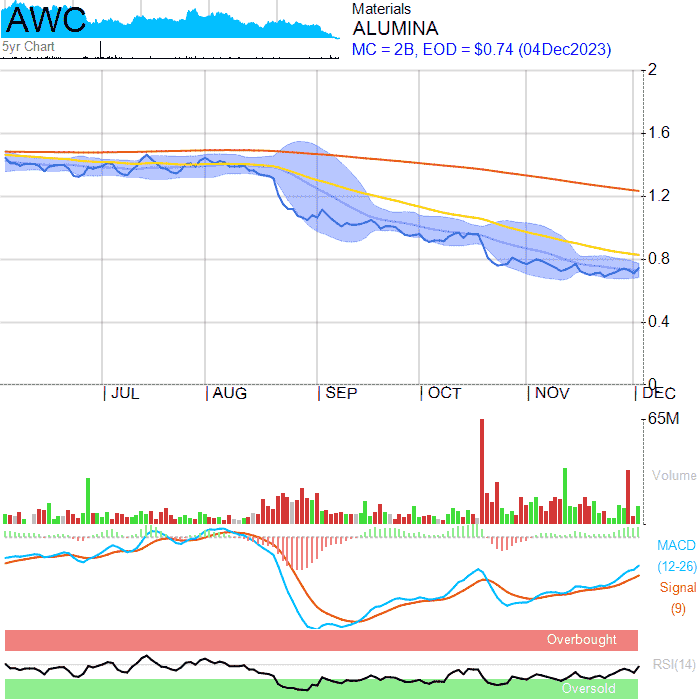 AWC
5yr Chart
Materials
ALUMINA
MC = 2B, EOD = $0.74 (04Dec2023)
2
1.6
1.2
0.8
0.4
0
JUL AUG SEP OCT NOV DEC
65M
Volume
MACD
(12-26)
Signal
(9)
Overbought
RSI(14)
Oversold